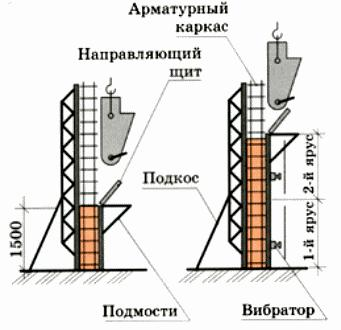 Арматурный
каркас
Направляющий
щит
Подкос
1500
2-й ярус
1-й ярус
Подмости
Вибратор